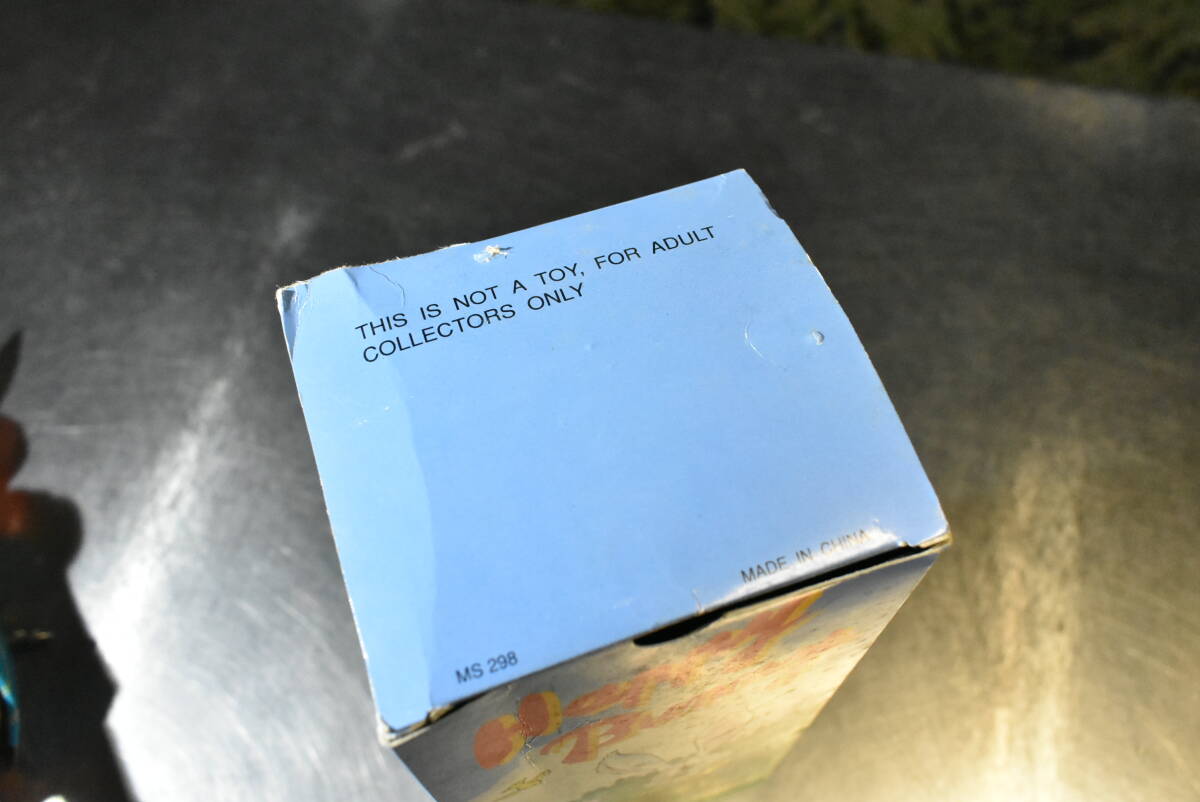 THIS IS NOT A TOY, FOR ADULT
COLLECTORS ONLY
MADE IN CHINA
MS 298